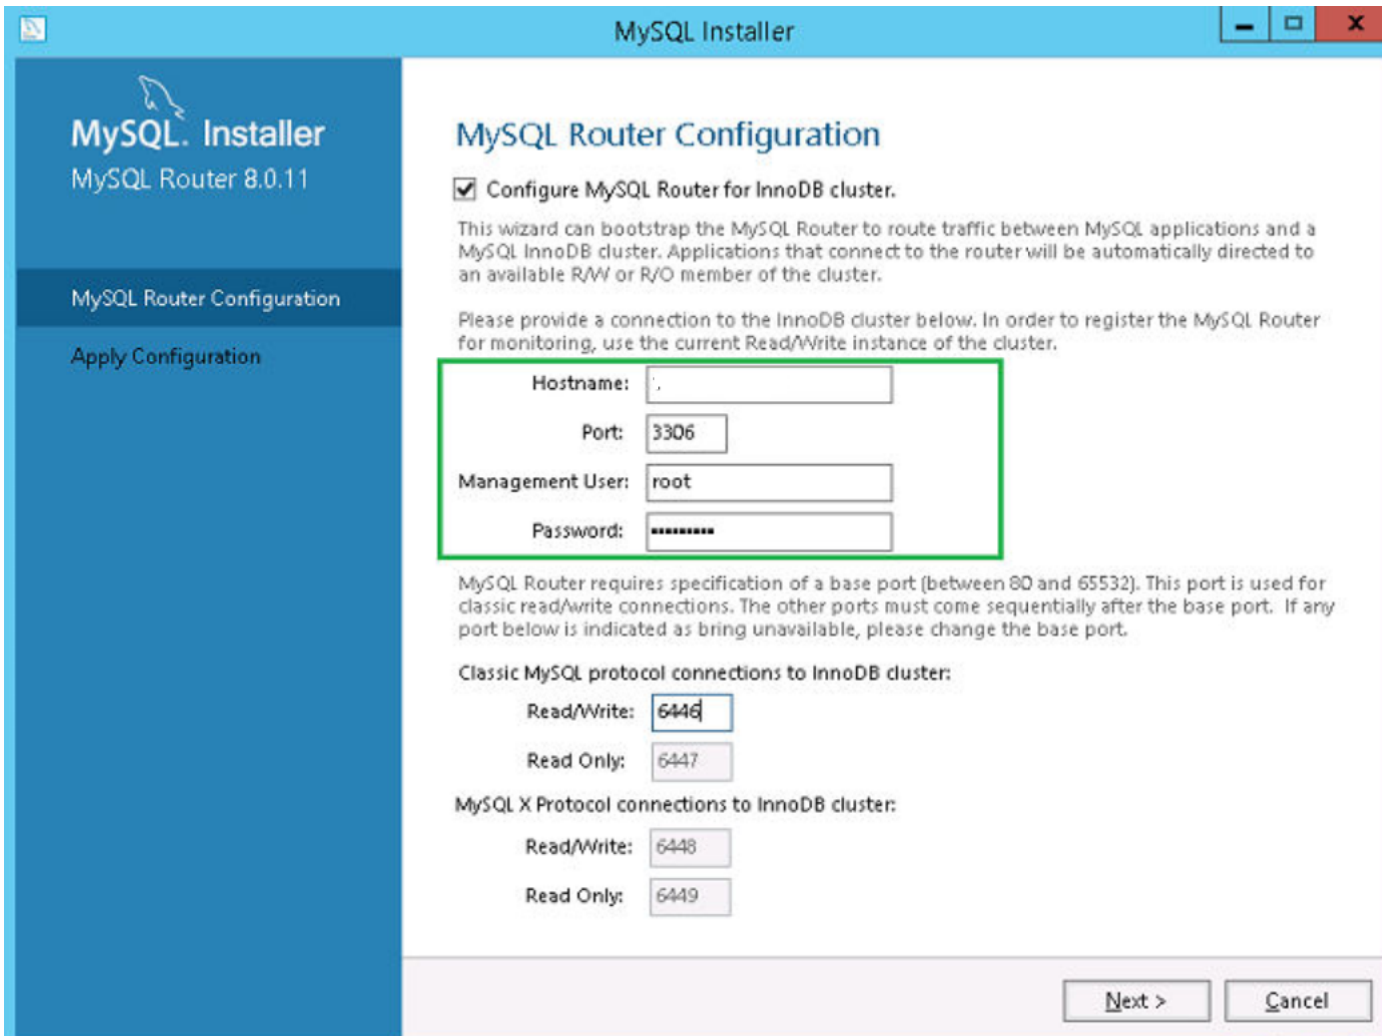 MySQL Installer
MySQL. Installer
MySQL Router 8.0.11
MySQL Router Configuration
Apply Configuration
MySQL Router Configuration
Configure MySQL Router for InnoDB cluster.
This wizard can bootstrap the MySQL Router to route traffic between MySQL applications and a
MySQL InnoDB cluster. Applications that connect to the router will be automatically directed to
an available R/W or R/O member of the cluster.
Please provide a connection to the InnoDB cluster below. In order to register the MySQL Router
for monitoring, use the current Read/Write instance of the cluster.
Hostname:
Port: 3306
Management User: root
Password: •••••••••
MySQL Router requires specification of a base port (between 80 and 65532). This port is used for
classic read/write connections. The other ports must come sequentially after the base port. If any
port below is indicated as bring unavailable, please change the base port.
Classic MySQL protocol connections to InnoDB cluster:
Read/Write: 6446
Read Only: 6447
MySQL X Protocol connections to InnoDB cluster:
Read/Write: 6448
Read Only: 6449
Next >
Cancel